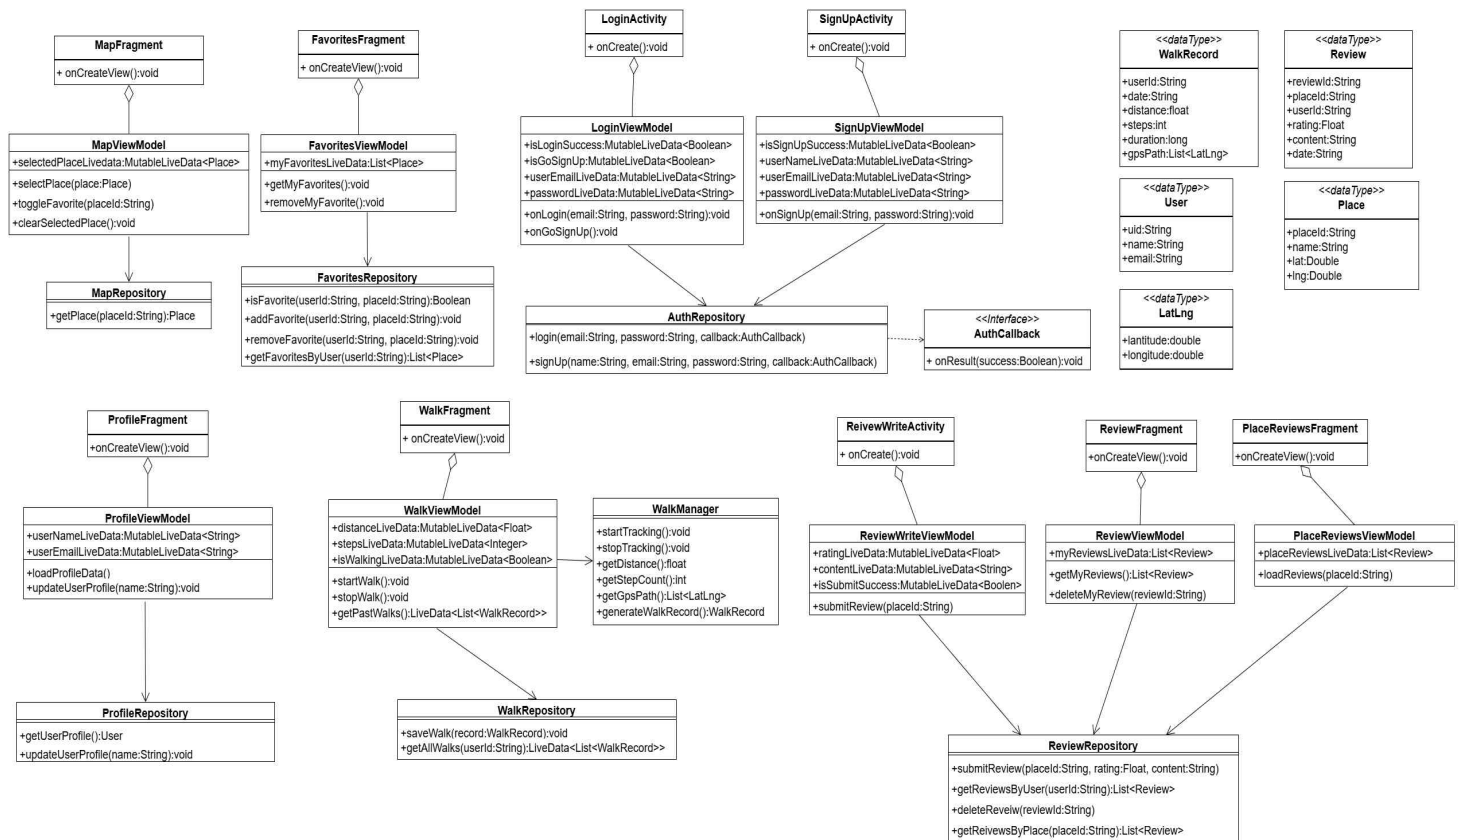 MapFragment
+ onCreateView():void
MapViewModel
+selectedPlaceLivedata:MutableLiveData<Place>
+selectPlace(place:Place)
+toggleFavorite(placeId:String)
+clearSelectedPlace():void
MapRepository
+getPlace(placeId:String):Place
FavoritesFragment
+ onCreateView():void
FavoritesViewModel
+myFavoritesLiveData:List<Place>
+getMyFavorites():void
+removeMyFavorite():void
FavoritesRepository
+isFavorite(userId:String, placeId:String):Boolean
+addFavorite(userId:String, placeId:String):void
+removeFavorite(userId:String, placeId:String):void
+getFavoritesByUser(userId:String):List<Place>
LoginActivity
+ onCreate():void
LoginViewModel
+isLoginSuccess:MutableLiveData<Boolean>
+isGoSignUp:MutableLiveData<Boolean>
+userEmailLiveData:MutableLiveData<String>
+passwordLiveData:MutableLiveData<String>
+onLogin(email:String, password:String):void
+onGoSignUp():void
SignUpActivity
+ onCreate():void
SignUpViewModel
+isSignUpSuccess:MutableLiveData<Boolean>
+userNameLiveData:MutableLiveData<String>
+userEmailLiveData:MutableLiveData<String>
+passwordLiveData:MutableLiveData<String>
+onSignUp(email:String, password:String):void
AuthRepository
+login(email:String, password:String, callback:AuthCallback)
+signUp(name:String, email:String, password:String, callback:AuthCallback)
<<Interface>>
AuthCallback
+ onResult(success:Boolean):void
<<dataType>>
WalkRecord
+userId:String
+date:String
+distance:float
+steps:int
+duration:long
+gpsPath:List<LatLng>
<<dataType>>
Review
+reviewId:String
+placeId:String
+userId:String
+rating:Float
+content:String
+date:String
<<dataType>>
User
+uid:String
+name:String
+email:String
<<dataType>>
Place
+placeId:String
+name:String
+lat:Double
+lng:Double
<<dataType>>
LatLng
+lantitude:double
+longitude:double
ProfileFragment
+onCreateView():void
ProfileViewModel
+userNameLiveData:MutableLiveData<String>
+userEmailLiveData:MutableLiveData<String>
+loadProfileData()
+updateUserProfile(name:String):void
ProfileRepository
+getUserProfile():User
+updateUserProfile(name:String):void
WalkFragment
+ onCreateView():void
WalkViewModel
+distanceLiveData:MutableLiveData<Float>
+stepsLiveData:MutableLiveData<Integer>
+isWalkingLiveData:MutableLiveData<Boolean>
+startWalk():void
+stopWalk():void
+getPastWalks():LiveData<List<WalkRecord>>
WalkManager
+startTracking():void
+stopTracking():void
+getDistance():float
+getStepCount():int
+getGpsPath():List<LatLng>
+generateWalkRecord():WalkRecord
WalkRepository
+saveWalk(record:WalkRecord):void
+getAllWalks(userId:String):LiveData<List<WalkRecord>>
ReivewWriteActivity
+ onCreate():void
ReviewWriteViewModel
+ratingLiveData:MutableLiveData<Float>
+contentLiveData:MutableLiveData<String>
+isSubmitSuccess:MutableLiveData<Boolen>
+submitReview(placeId:String)
ReviewFragment
+onCreateView():void
ReviewViewModel
+myReviewsLiveData:List<Review>
+getMyReviews():List<Review>
+deleteMyReview(reviewId:String)
PlaceReviewsFragment
+onCreateView():void
PlaceReviewsViewModel
+placeReviewsLiveData:List<Review>
+loadReviews(placeId:String)
ReviewRepository
+submitReview(placeId:String, rating:Float, content:String)
+getReviewsByUser(userId:String):List<Review>
+deleteReveiw(reviewId:String)
+getReiewsByPlace(placeId:String):List<Review>